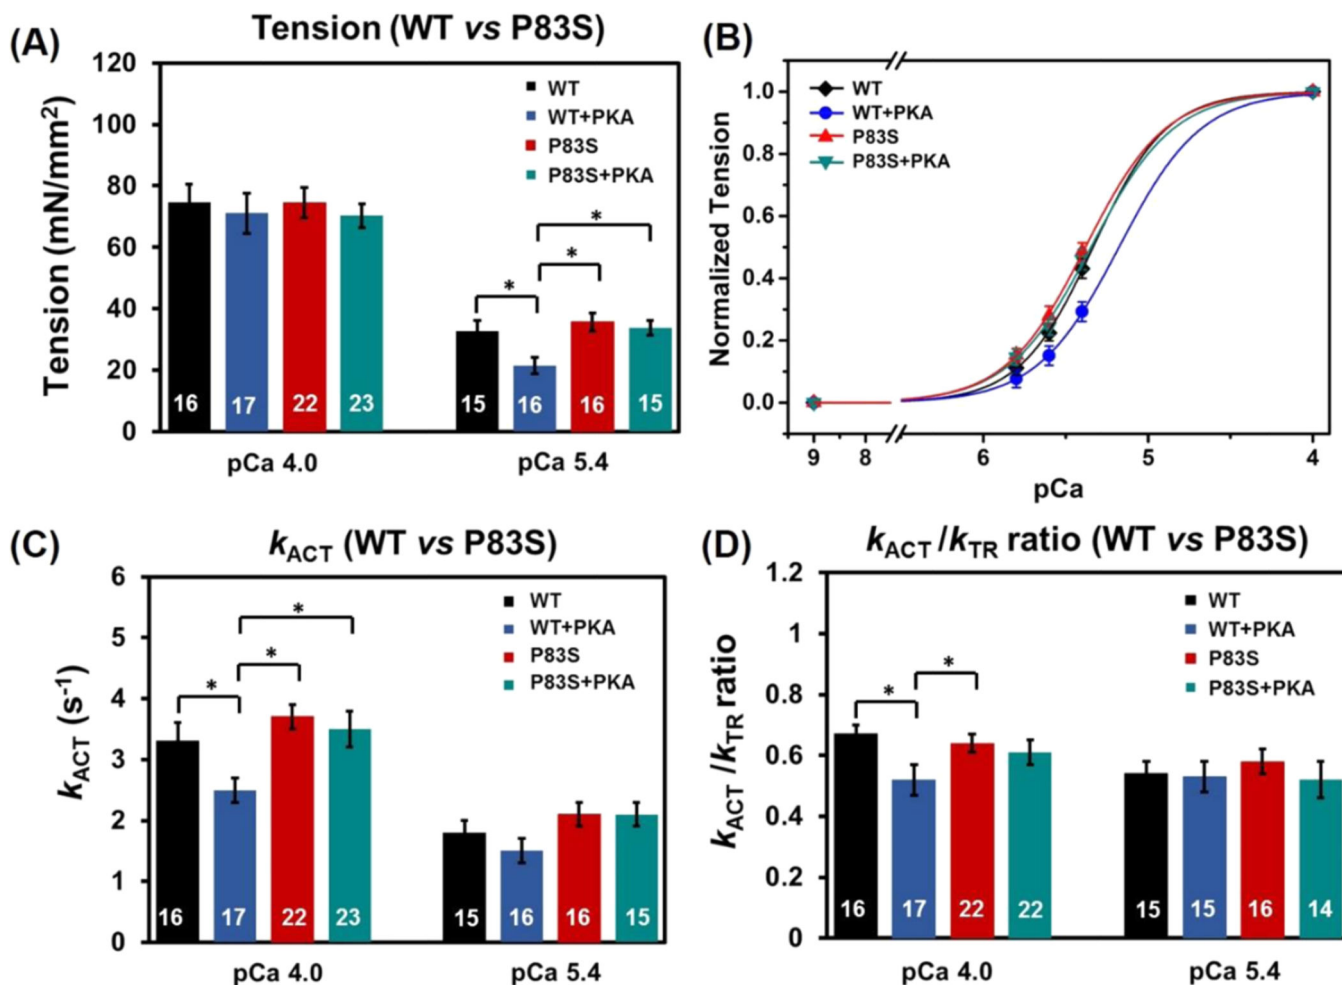 (A)
Tension (WT vs P83S)
Tension (mN/mm²)
120
100
80
60
40
20
0
WT
WT+PKA
P83S
P83S+PKA
*
*
*
16 17 22 23 15 16 16 15
pCa 4.0 pCa 5.4
(B)
Normalized Tension
1.0
0.8
0.6
0.4
0.2
0.0
WT
WT+PKA
P83S
P83S+PKA
9 8 6 5 4
pCa
(C)
kACT (WT vs P83S)
kACT (s⁻¹)
6
5
4
3
2
1
0
WT
WT+PKA
P83S
P83S+PKA
*
*
*
16 17 22 23 15 16 16 15
pCa 4.0 pCa 5.4
(D)
kACT/kTR ratio (WT vs P83S)
kACT/kTR ratio
1.2
1
0.8
0.6
0.4
0.2
0
WT
WT+PKA
P83S
P83S+PKA
*
*
16 17 22 22 15 15 16 14
pCa 4.0 pCa 5.4